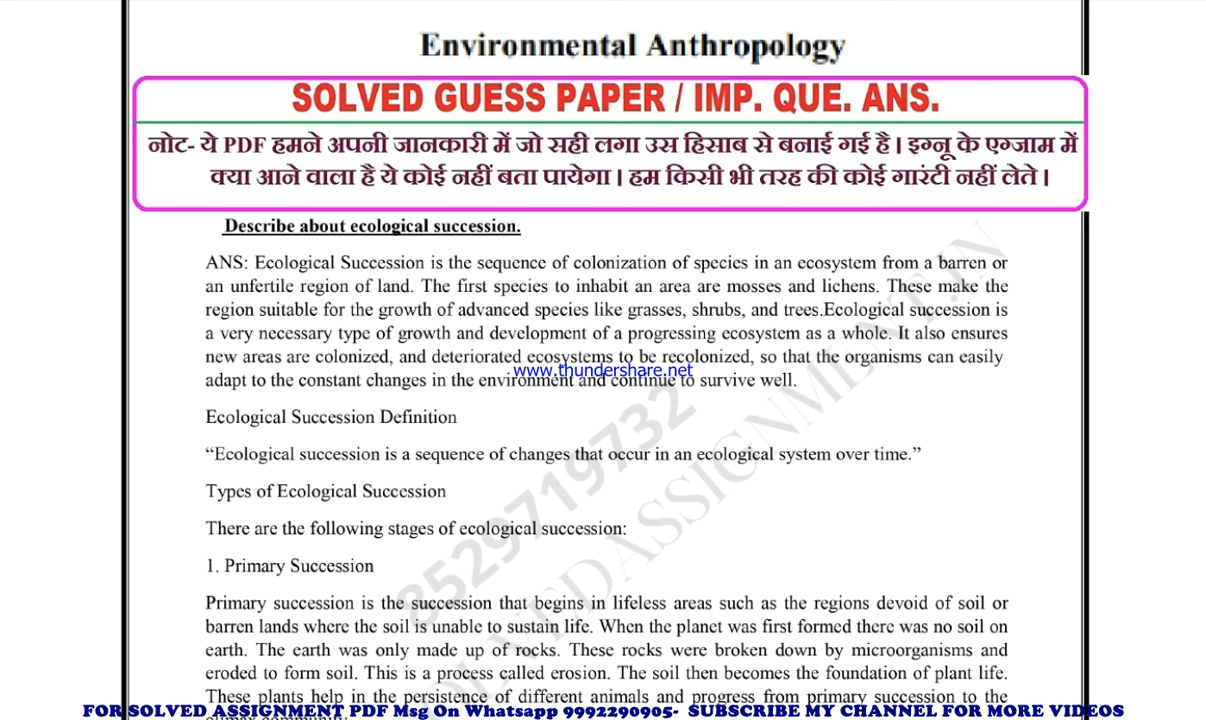 Environmental Anthropology
SOLVED GUESS PAPER / IMP. QUE. ANS.
नोट- ये PDF हमने अपनी जानकारी में जो सही लगा उस हिसाब से बनाई गई है। इग्नू के एग्जाम में
क्या आने वाला है ये कोई नहीं बता पायेगा। हम किसी भी तरह की कोई गारंटी नहीं लेते।
Describe about ecological succession.
ANS: Ecological Succession is the sequence of colonization of species in an ecosystem from a barren or
an unfertile region of land. The first species to inhabit an area are mosses and lichens. These make the
region suitable for the growth of advanced species like grasses, shrubs, and trees.Ecological succession is
a very necessary type of growth and development of a progressing ecosystem as a whole. It also ensures
new areas are colonized, and deteriorated ecosystems to be recolonized, so that the organisms can easily
www.thundershare.net
adapt to the constant changes in the environment and continue to survive well.
Ecological Succession Definition
“Ecological succession is a sequence of changes that occur in an ecological system over time.”
Types of Ecological Succession
There are the following stages of ecological succession:
1. Primary Succession
Primary succession is the succession that begins in lifeless areas such as the regions devoid of soil or
barren lands where the soil is unable to sustain life. When the planet was first formed there was no soil on
earth. The earth was only made up of rocks. These rocks were broken down by microorganisms and
eroded to form soil. This is a process called erosion. The soil then becomes the foundation of plant life.
These plants help in the persistence of different animals and progress from primary succession to the
FOR SOLVED ASSIGNMENT PDF Msg On Whatsapp 9992290905- SUBSCRIBE MY CHANNEL FOR MORE VIDEOS